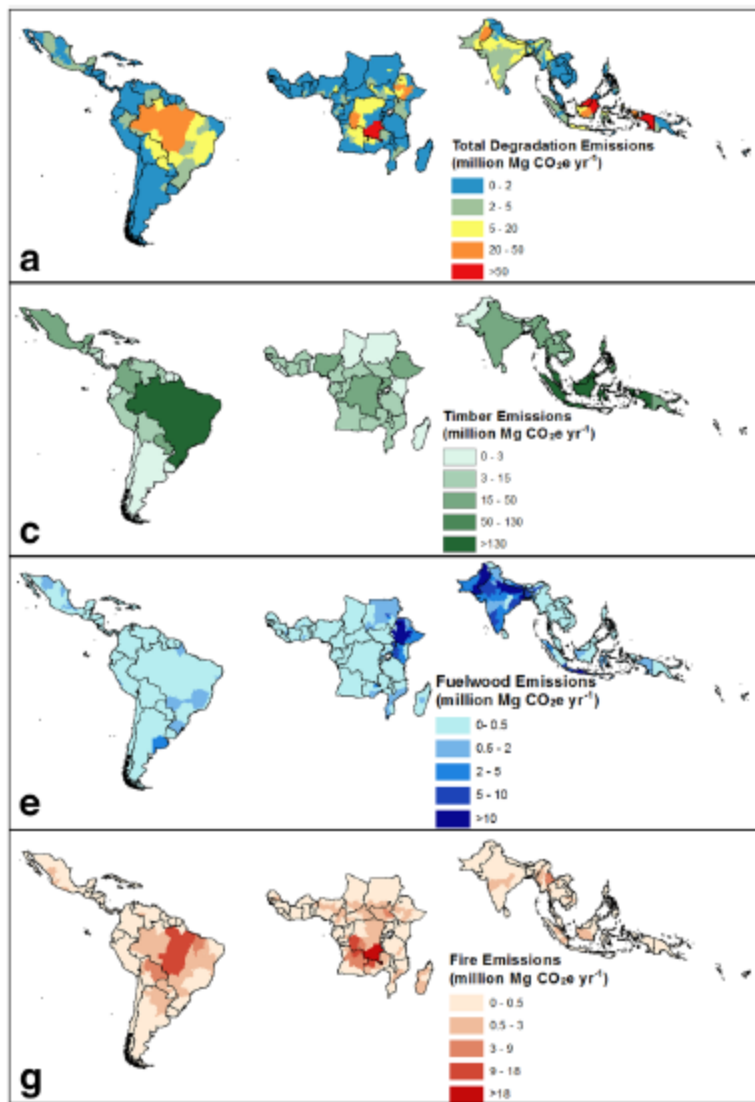 Total Degradation Emissions
(million Mg CO₂e yr⁻¹)
0 - 2
2 - 5
5 - 20
20 - 50
>50
a
Timber Emissions
(million Mg CO₂e yr⁻¹)
0 - 3
3 - 15
15 - 50
50 - 130
>130
c
Fuelwood Emissions
(million Mg CO₂e yr⁻¹)
0- 0.5
0.5 - 2
2 - 5
5 - 10
>10
e
Fire Emissions
(million Mg CO₂e yr⁻¹)
0 - 0.5
0.5 - 3
3 - 9
9 - 18
>18
g